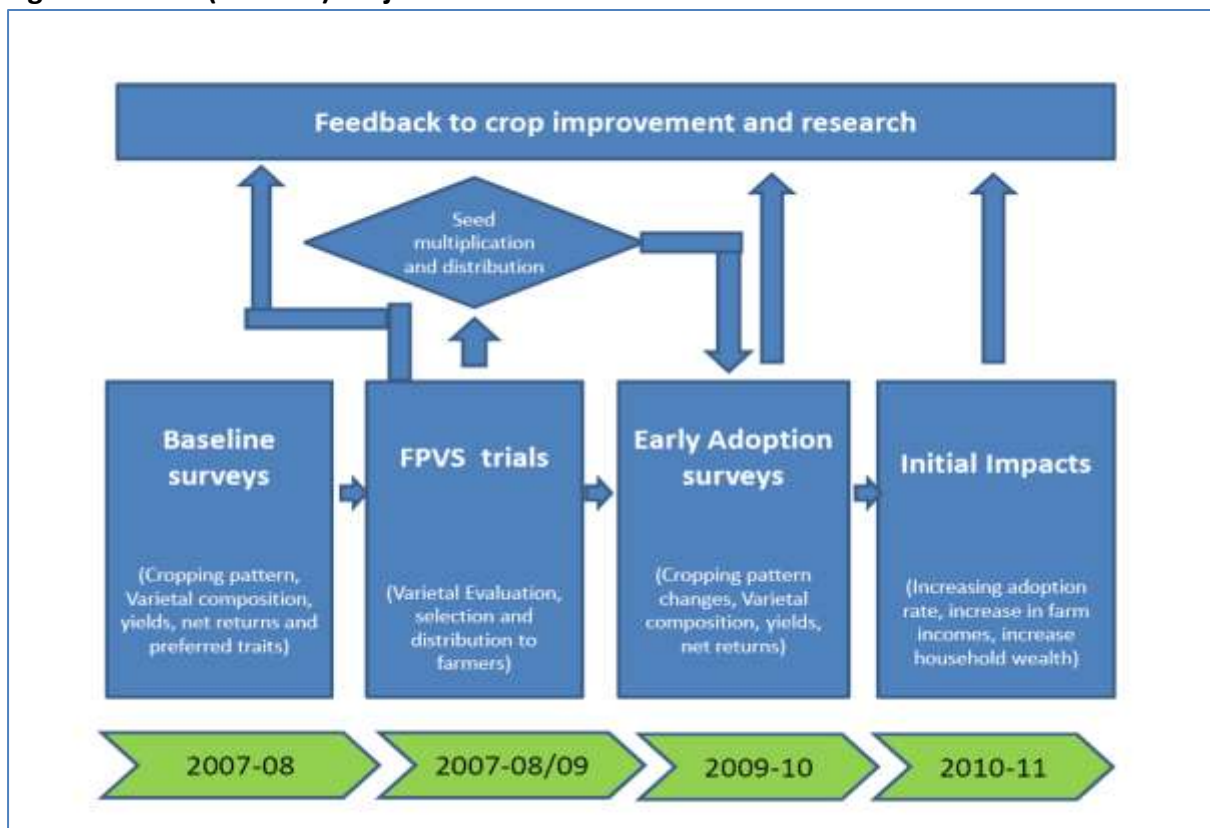 Feedback to crop improvement and research
Seed
multiplication
and distribution
Baseline
surveys
(Cropping pattern,
Varietal composition,
yields, net returns and
preferred traits)
FPVS trials
(Varietal Evaluation,
selection and
distribution to
farmers)
Early Adoption
surveys
(Cropping pattern
changes, Varietal
composition, yields,
net returns)
Initial Impacts
(Increasing adoption
rate, increase in farm
incomes, increase
household wealth)
2007-08
2007-08/09
2009-10
2010-11